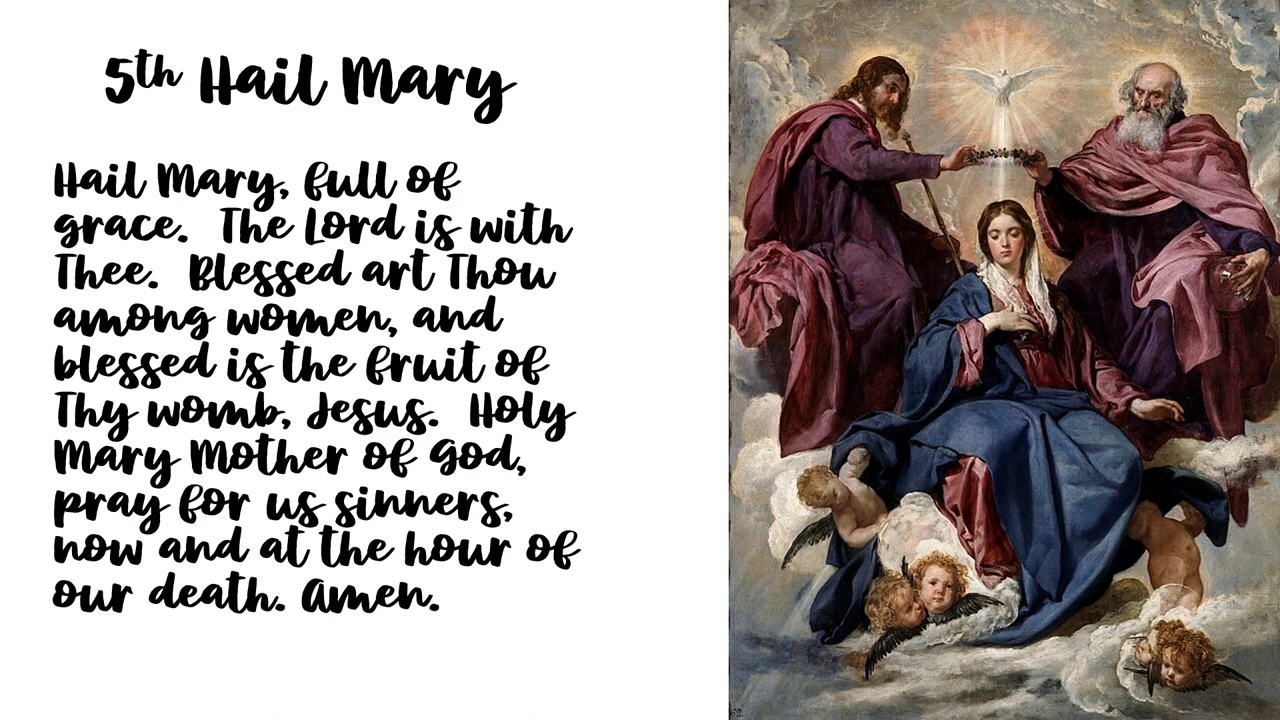 5th Hail Mary
Hail Mary, full of
grace. The Lord is with
Thee. Blessed art Thou
among women, and
blessed is the fruit of
Thy womb, Jesus. Holy
Mary Mother of God,
pray for us sinners,
now and at the hour of
our death. Amen.